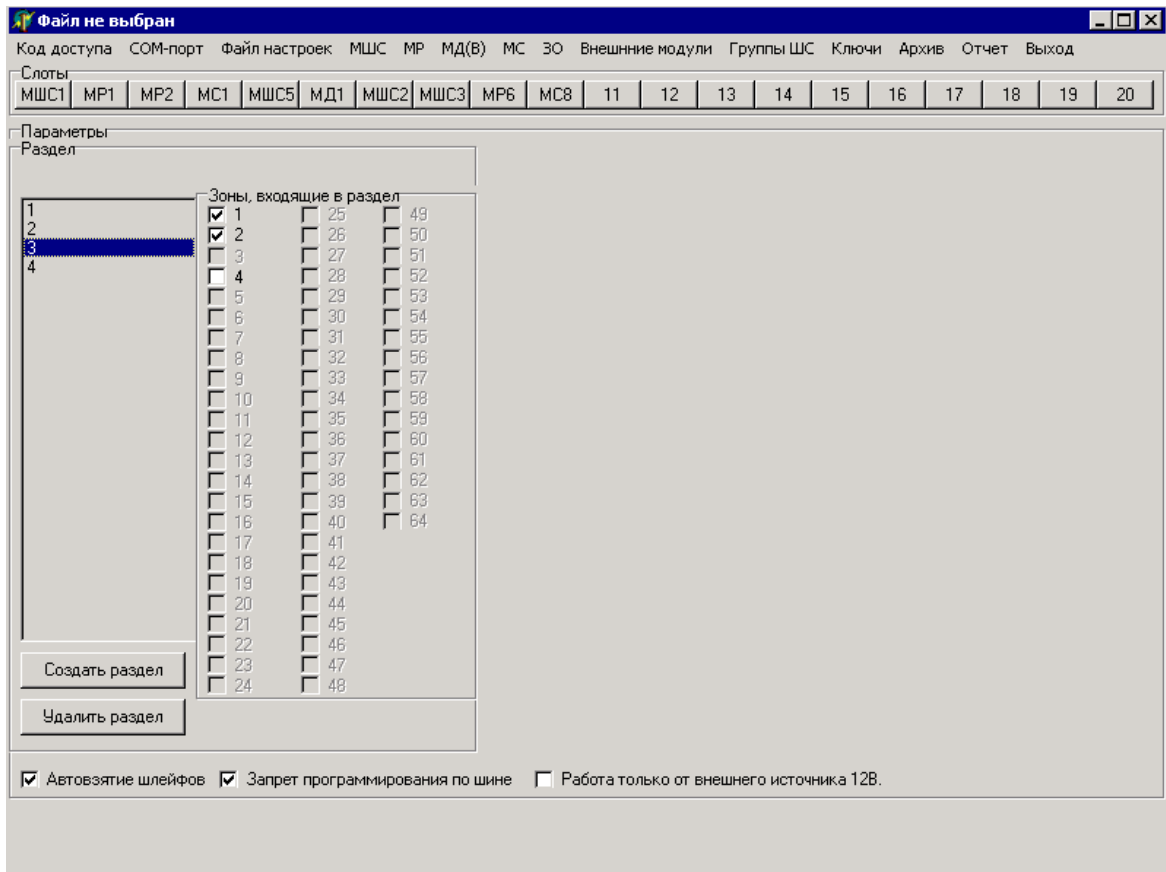 Файл не выбран
Код доступа COM-порт Файл настроек МШС МР МД(В) МС ЗО Внешнние модули Группы ШС Ключи Архив Отчет Выход
Слоты
МШС1 МР1 МР2 МС1 МШС5 МД1 МШС2 МШС3 МР6 МС8 11 12 13 14 15 16 17 18 19 20
Параметры
Раздел
Зоны, входящие в раздел
1
2
3
4
1 25 49
2 26 50
3 27 51
4 28 52
5 29 53
6 30 54
7 31 55
8 32 56
9 33 57
10 34 58
11 35 59
12 36 60
13 37 61
14 38 62
15 39 63
16 40 64
17 41
18 42
19 43
20 44
21 45
22 46
23 47
24 48
Создать раздел
Удалить раздел
Автовзятие шлейфов Запрет программирования по шине Работа только от внешнего источника 12В.